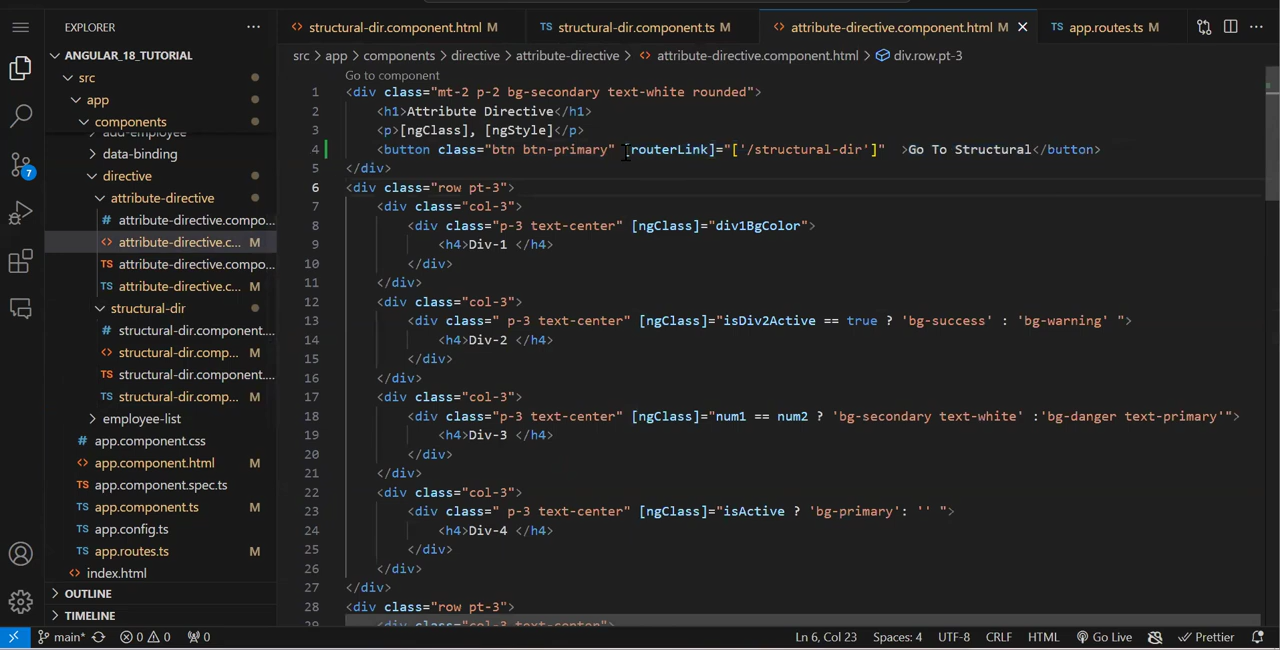 EXPLORER
structural-dir.component.html M
structural-dir.component.ts M
attribute-directive.component.html M
app.routes.ts M
ANGULAR_18_TUTORIAL
src
app
components
add-employee
data-binding
directive
attribute-directive
attribute-directive.compo...
attribute-directive.c... M
attribute-directive.compo...
attribute-directive.c... M
structural-dir
structural-dir.component....
structural-dir.comp... M
structural-dir.component....
structural-dir.comp... M
employee-list
app.component.css
app.component.html M
app.component.spec.ts
app.component.ts M
app.config.ts
app.routes.ts M
index.html
OUTLINE
TIMELINE
7
src > app > components > directive > attribute-directive > attribute-directive.component.html > div.row.pt-3
Go to component
1 <div class="mt-2 p-2 bg-secondary text-white rounded">
2 <h1>Attribute Directive</h1>
3 <p>[ngClass], [ngStyle]</p>
4 <button class="btn btn-primary" [routerLink]="['/structural-dir']" >Go To Structural</button>
5 </div>
6 <div class="row pt-3">
7 <div class="col-3">
8 <div class="p-3 text-center" [ngClass]="div1BgColor">
9 <h4>Div-1 </h4>
10 </div>
11 </div>
12 <div class="col-3">
13 <div class=" p-3 text-center" [ngClass]="isDiv2Active == true ? 'bg-success' : 'bg-warning' ">
14 <h4>Div-2 </h4>
15 </div>
16 </div>
17 <div class="col-3">
18 <div class="p-3 text-center" [ngClass]="num1 == num2 ? 'bg-secondary text-white' :'bg-danger text-primary'">
19 <h4>Div-3 </h4>
20 </div>
21 </div>
22 <div class="col-3">
23 <div class=" p-3 text-center" [ngClass]="isActive ? 'bg-primary': '' ">
24 <h4>Div-4 </h4>
25 </div>
26 </div>
27 </div>
28 <div class="row pt-3">
29 <div class="col-3 text-center">
main* 0 0 0 Ln 6, Col 23 Spaces: 4 UTF-8 CRLF HTML Go Live Prettier